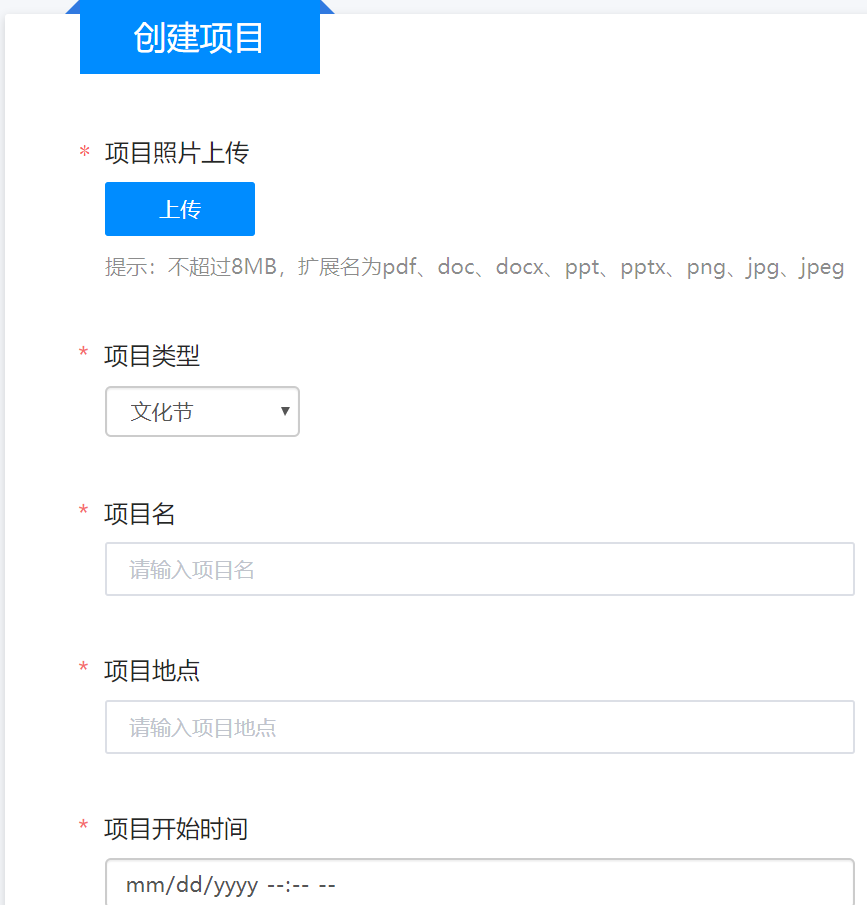 创建项目
* 项目照片上传
上传
提示：不超过8MB，扩展名为pdf、doc、docx、ppt、pptx、png、jpg、jpeg
* 项目类型
文化节
* 项目名
请输入项目名
* 项目地点
请输入项目地点
* 项目开始时间
mm/dd/yyyy --:-- --